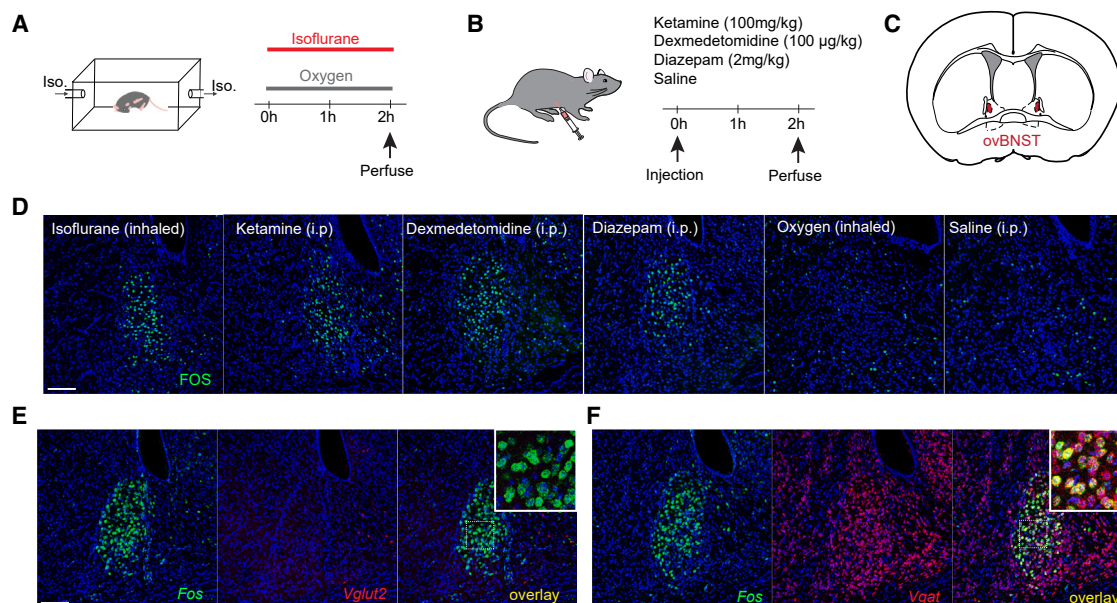 A
Isoflurane
Oxygen
Iso.
Iso.
0h
1h
2h
Perfuse
B
Ketamine (100mg/kg)
Dexmedetomidine (100 µg/kg)
Diazepam (2mg/kg)
Saline
0h
1h
2h
Injection
Perfuse
C
ovBNST
D
Isoflurane (inhaled)
Ketamine (i.p)
Dexmedetomidine (i.p.)
Diazepam (i.p.)
Oxygen (inhaled)
Saline (i.p.)
FOS
E
Fos
Vglut2
overlay
F
Fos
Vgat
overlay